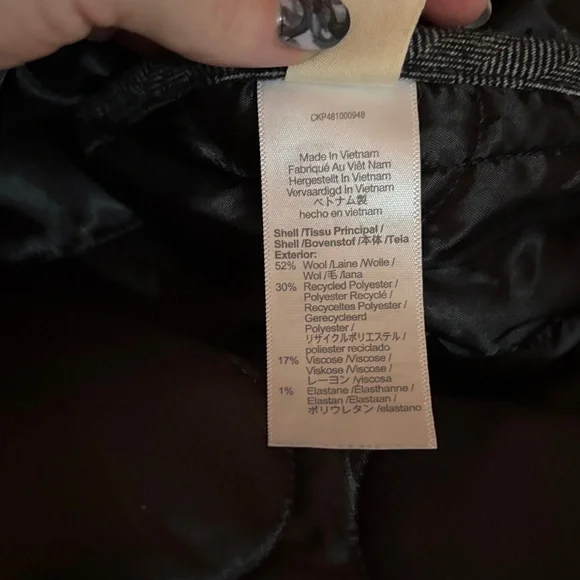 CKP481000948
Made In Vietnam
Fabriqué Au Việt Nam
Hergestellt In Vietnam
Vervaardigd In Vietnam
ベトナム製
hecho en vietnam
Shell /Tissu Principal /
Shell /Bovenstof /本体 /Tela
Exterior:
52% Wool /Laine /Wolle /
Wol /毛 /lana
30% Recycled Polyester /
Polyester Recyclé /
Recyceltes Polyester /
Gerecycleerd
Polyester /
リサイクルポリエステル /
poliester reciclado
17% Viscose /Viscose /
Viskose /Viscose /
レーヨン /viscosa
1% Elastane /Élasthanne /
Elastan /Elastaan /
ポリウレタン /elastano